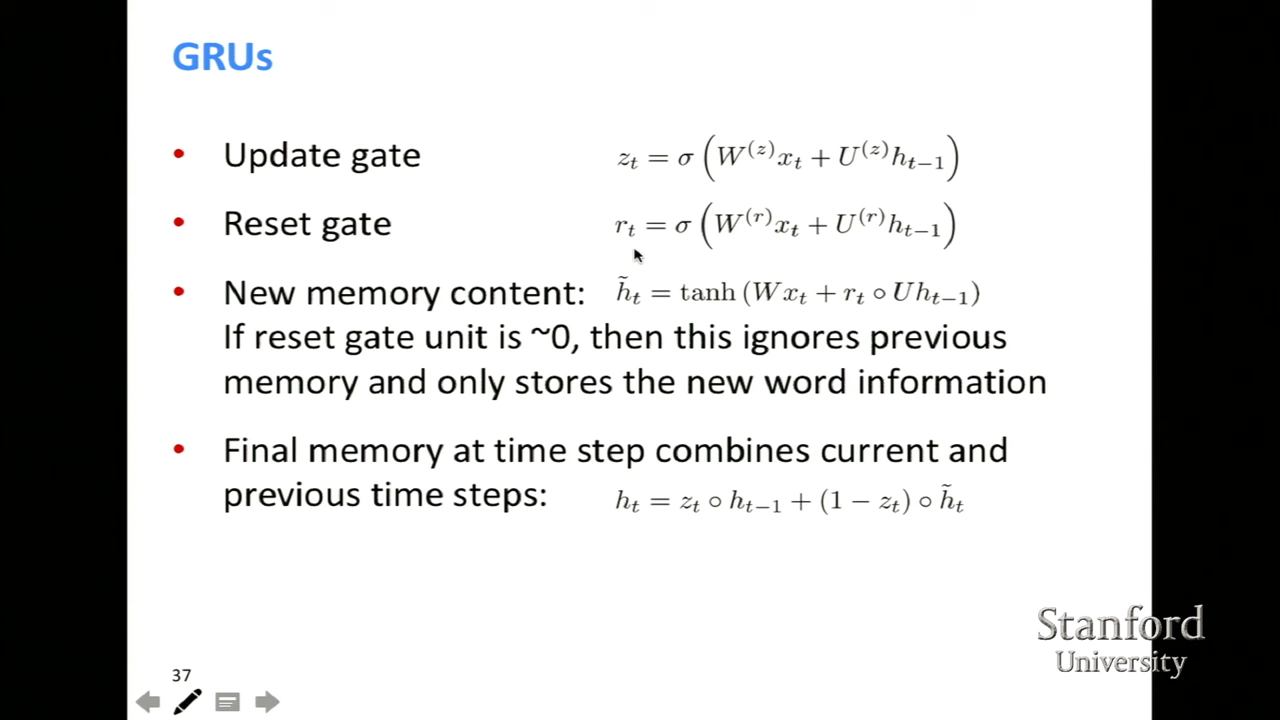 GRUs
• Update gate z_t = σ(W^(z)x_t + U^(z)h_{t−1})
• Reset gate r_t = σ(W^(r)x_t + U^(r)h_{t−1})
• New memory content: h̃_t = tanh(Wx_t + r_t ∘ Uh_{t−1})
If reset gate unit is ~0, then this ignores previous
memory and only stores the new word information
• Final memory at time step combines current and
previous time steps: h_t = z_t ∘ h_{t−1} + (1 − z_t) ∘ h̃_t
Stanford
University
37